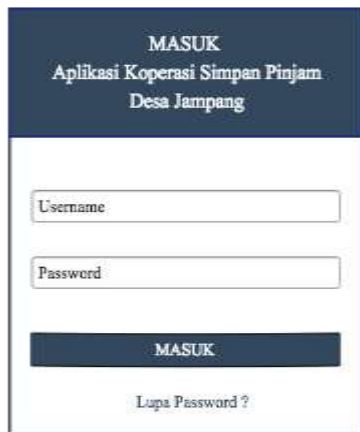 MASUK
Aplikasi Koperasi Simpan Pinjam
Desa Jampang
Username
Password
MASUK
Lupa Password ?